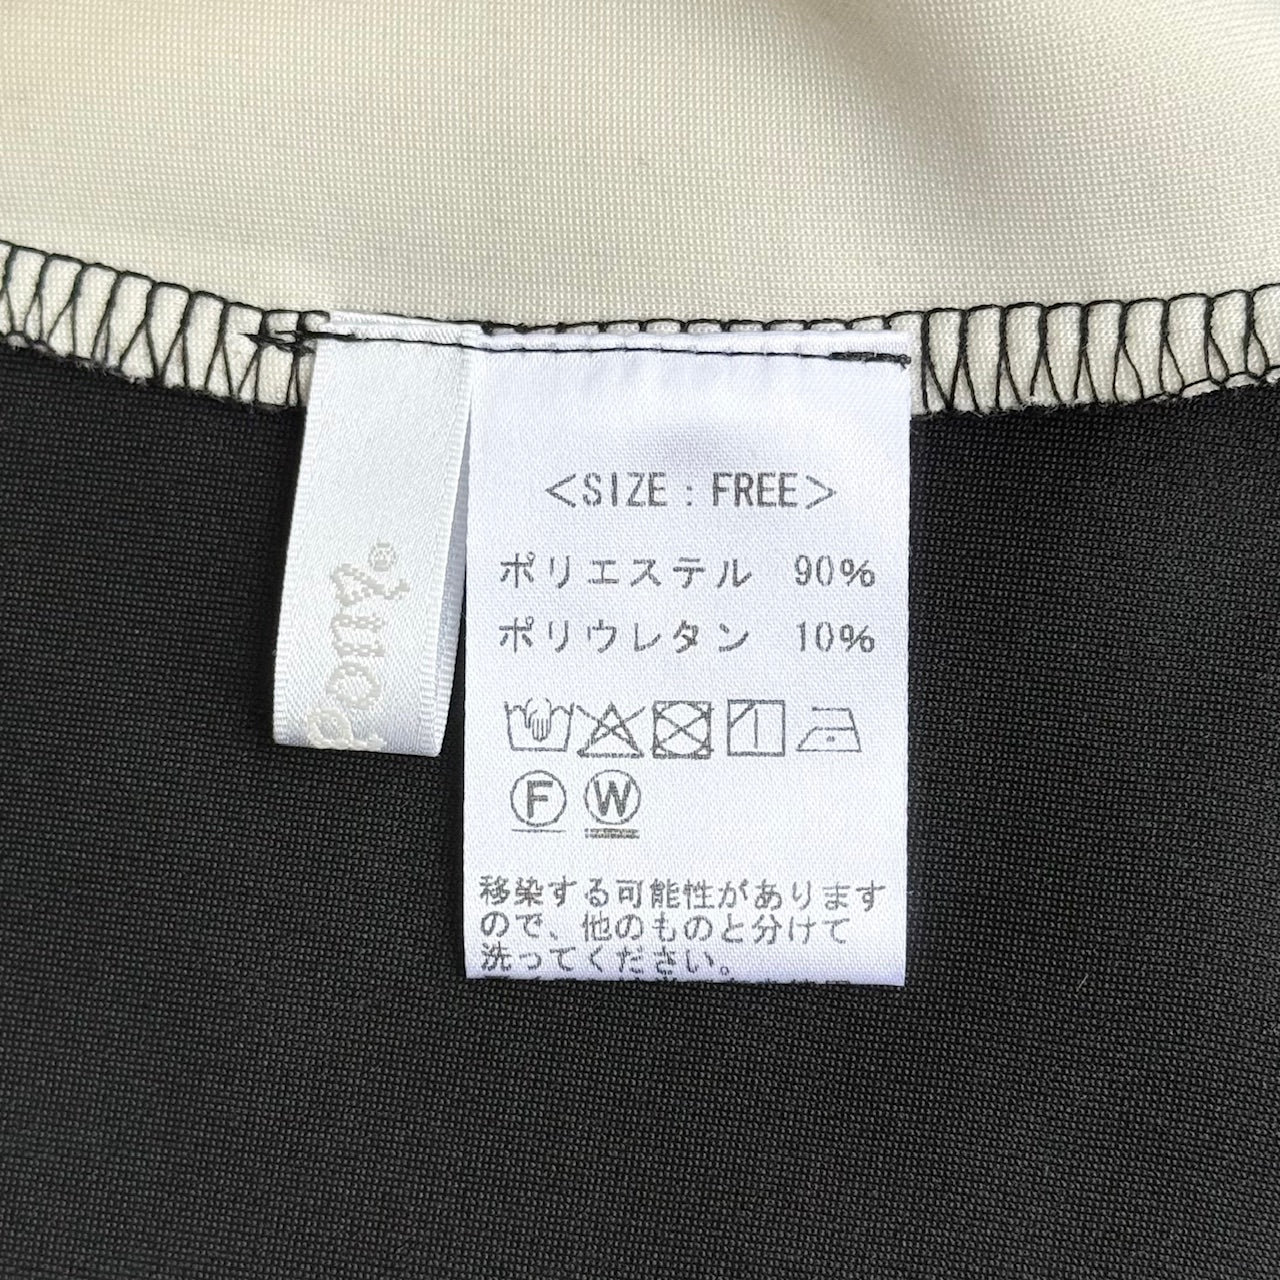 <SIZE : FREE>
ポリエステル 90%
ポリウレタン 10%
F W
移染する可能性があります
ので、他のものと分けて
洗ってください。